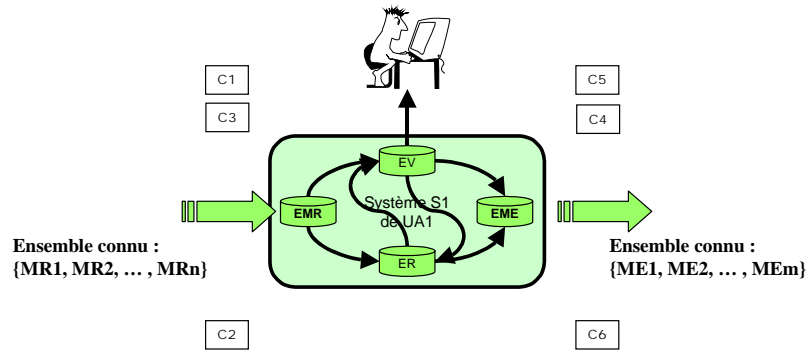 C1
C5
C3
C4
EV
EMR
Système S1
de UA1
EME
ER
Ensemble connu :
{MR1, MR2, … , MRn}
Ensemble connu :
{ME1, ME2, … , MEm}
C2
C6